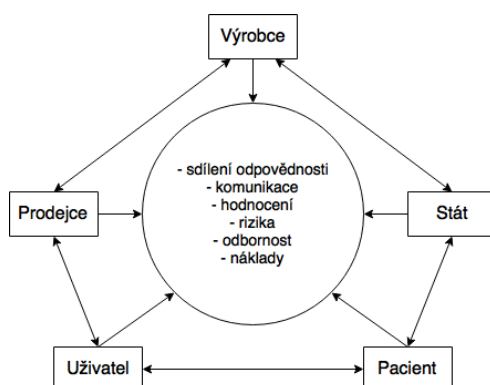 Výrobce
- sdílení odpovědnosti
- komunikace
- hodnocení
- rizika
- odbornost
- náklady
Prodejce
Stát
Uživatel
Pacient